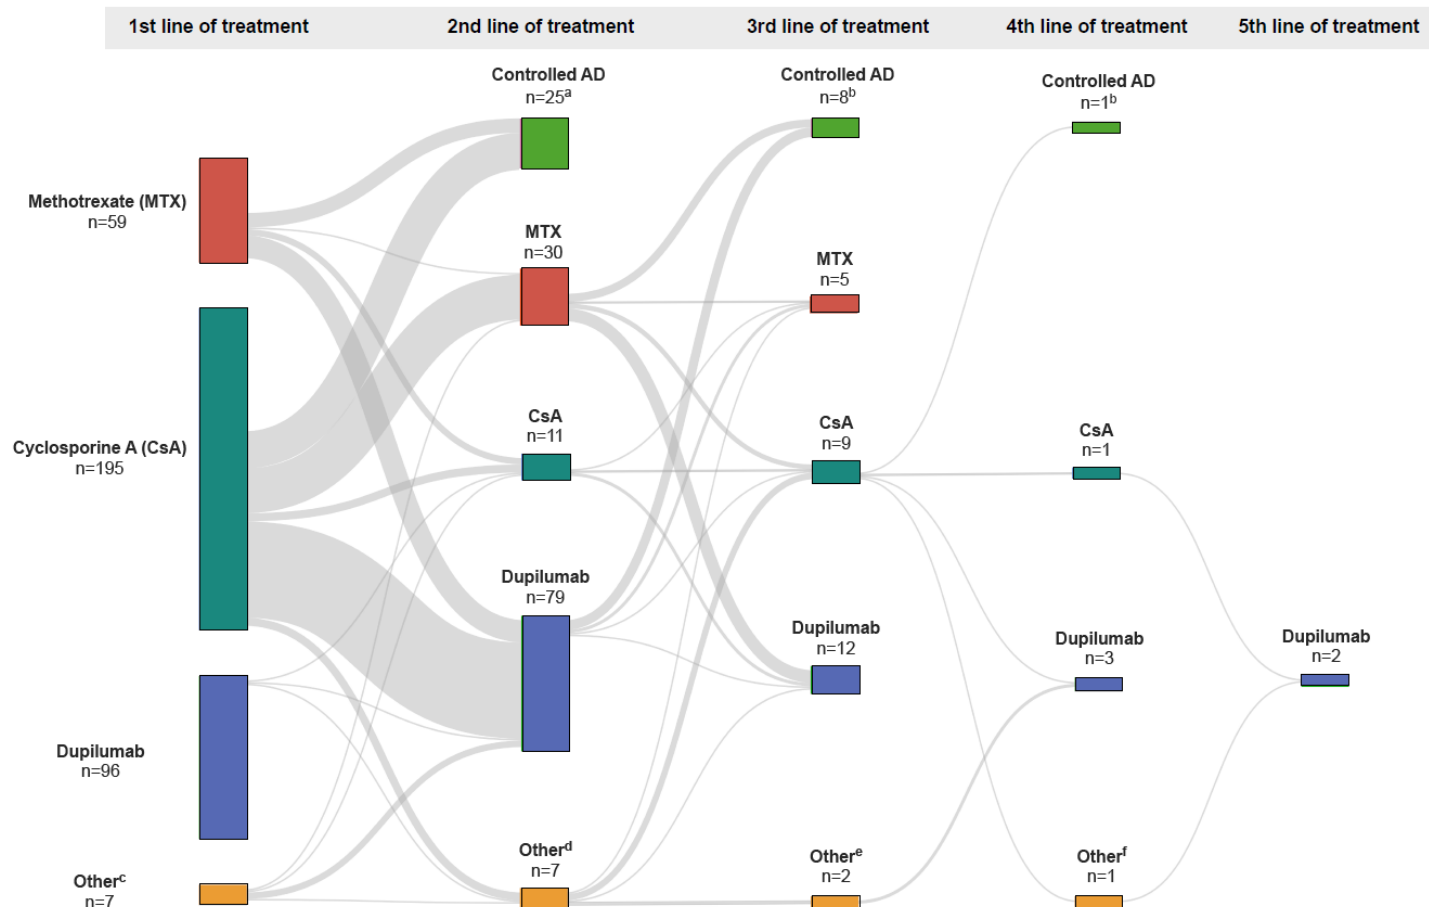 1st line of treatment
2nd line of treatment
3rd line of treatment
4th line of treatment
5th line of treatment
Methotrexate (MTX)
n=59
Cyclosporine A (CsA)
n=195
Dupilumab
n=96
Otherᶜ
n=7
Controlled AD
n=25ᵃ
MTX
n=30
CsA
n=11
Dupilumab
n=79
Otherᵈ
n=7
Controlled AD
n=8ᵇ
MTX
n=5
CsA
n=9
Dupilumab
n=12
Otherᵉ
n=2
Controlled AD
n=1ᵇ
CsA
n=1
Dupilumab
n=3
Otherᶠ
n=1
Dupilumab
n=2